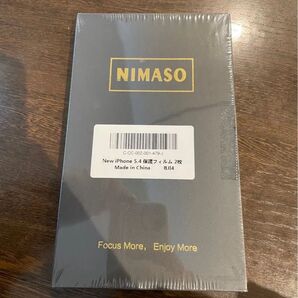 NIMASO
New iPhone 5.4 保護フィルム 2枚
Made in China
Focus More, Enjoy More